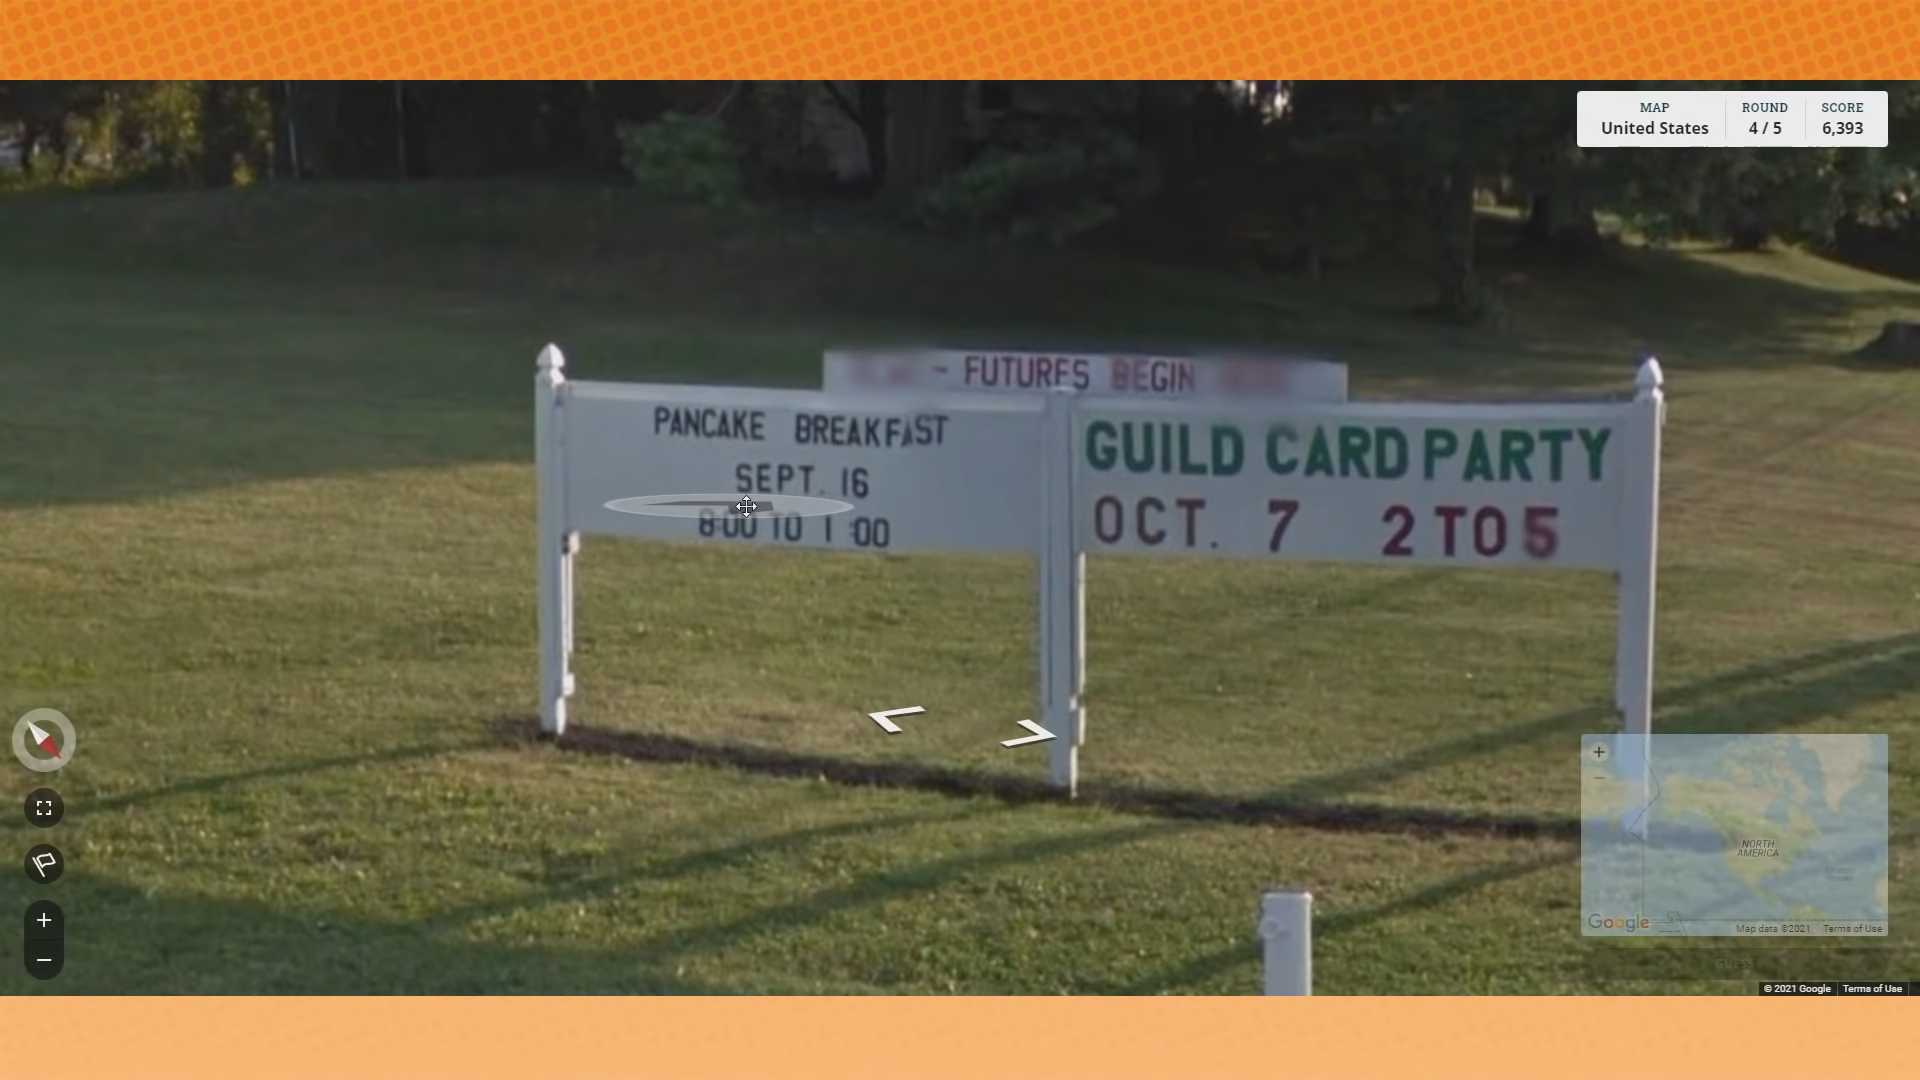 MAP
United States
ROUND
4 / 5
SCORE
6,393
- FUTURES BEGIN
PANCAKE BREAKFAST
SEPT. 16
8:00 TO 1:00
GUILD CARD PARTY
OCT. 7 2 TO 5
+
−
NORTH
AMERICA
Google
Map data ©2021 Terms of Use
+
−
© 2021 Google Terms of Use